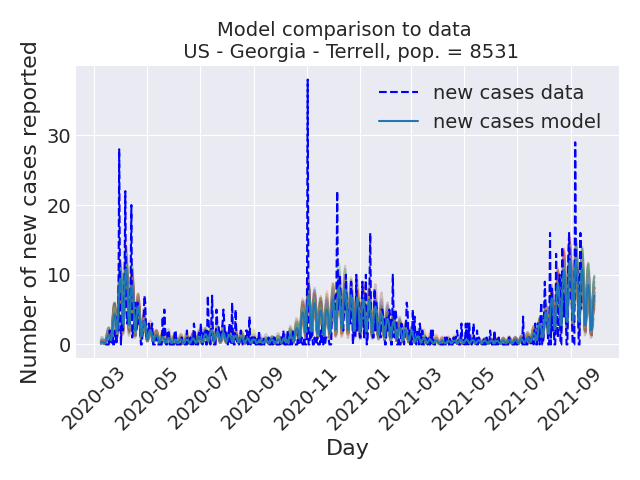 Model comparison to data
US - Georgia - Terrell, pop. = 8531
Number of new cases reported
30
20
10
0
new cases data
new cases model
2020-03
2020-05
2020-07
2020-09
2020-11
2021-01
2021-03
2021-05
2021-07
2021-09
Day